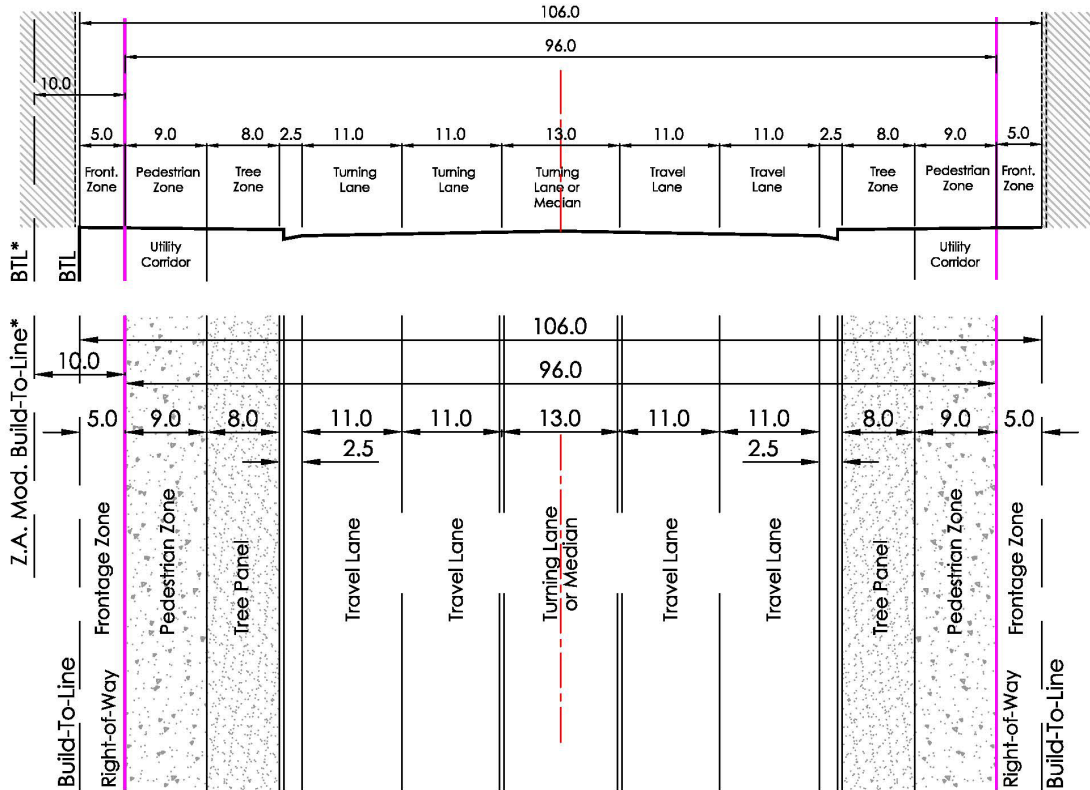 106.0
96.0
10.0
5.0 9.0 8.0 2.5 11.0 11.0 13.0 11.0 11.0 2.5 8.0 9.0 5.0
Front. Zone
Pedestrian Zone
Tree Zone
Turning Lane
Turning Lane
Turning Lane or Median
Travel Lane
Travel Lane
Tree Zone
Pedestrian Zone
Front. Zone
BTL*
BTL
Utility Corridor
Utility Corridor
106.0
10.0
96.0
5.0 9.0 8.0 11.0 11.0 13.0 11.0 11.0 8.0 9.0 5.0
2.5 2.5
Z.A. Mod. Build-To-Line*
Build-To-Line
Frontage Zone
Right-of-Way
Pedestrian Zone
Tree Panel
Travel Lane
Travel Lane
Turning Lane
or Median
Travel Lane
Travel Lane
Tree Panel
Pedestrian Zone
Frontage Zone
Right-of-Way
Build-To-Line